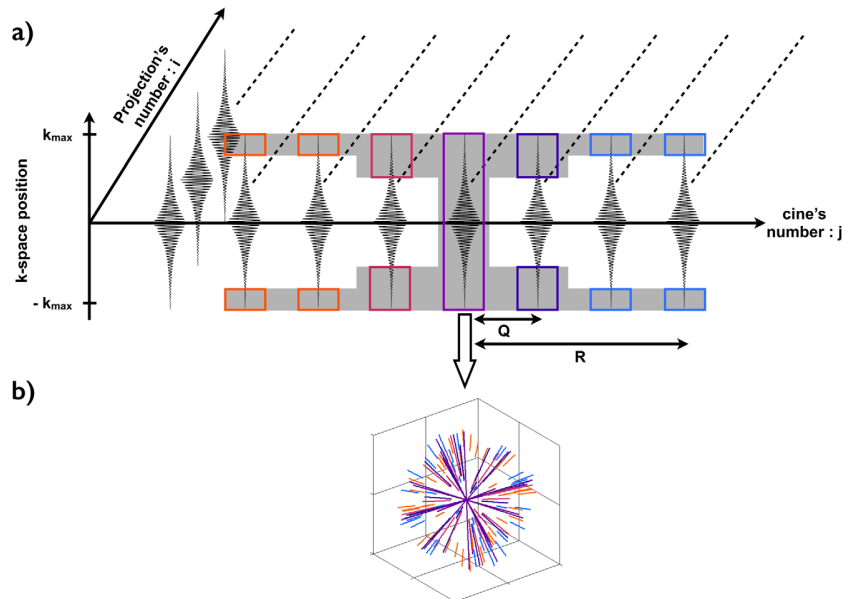 a)
Projection's
number : i
k-space position
kmax
- kmax
cine's
number : j
Q
R
b)